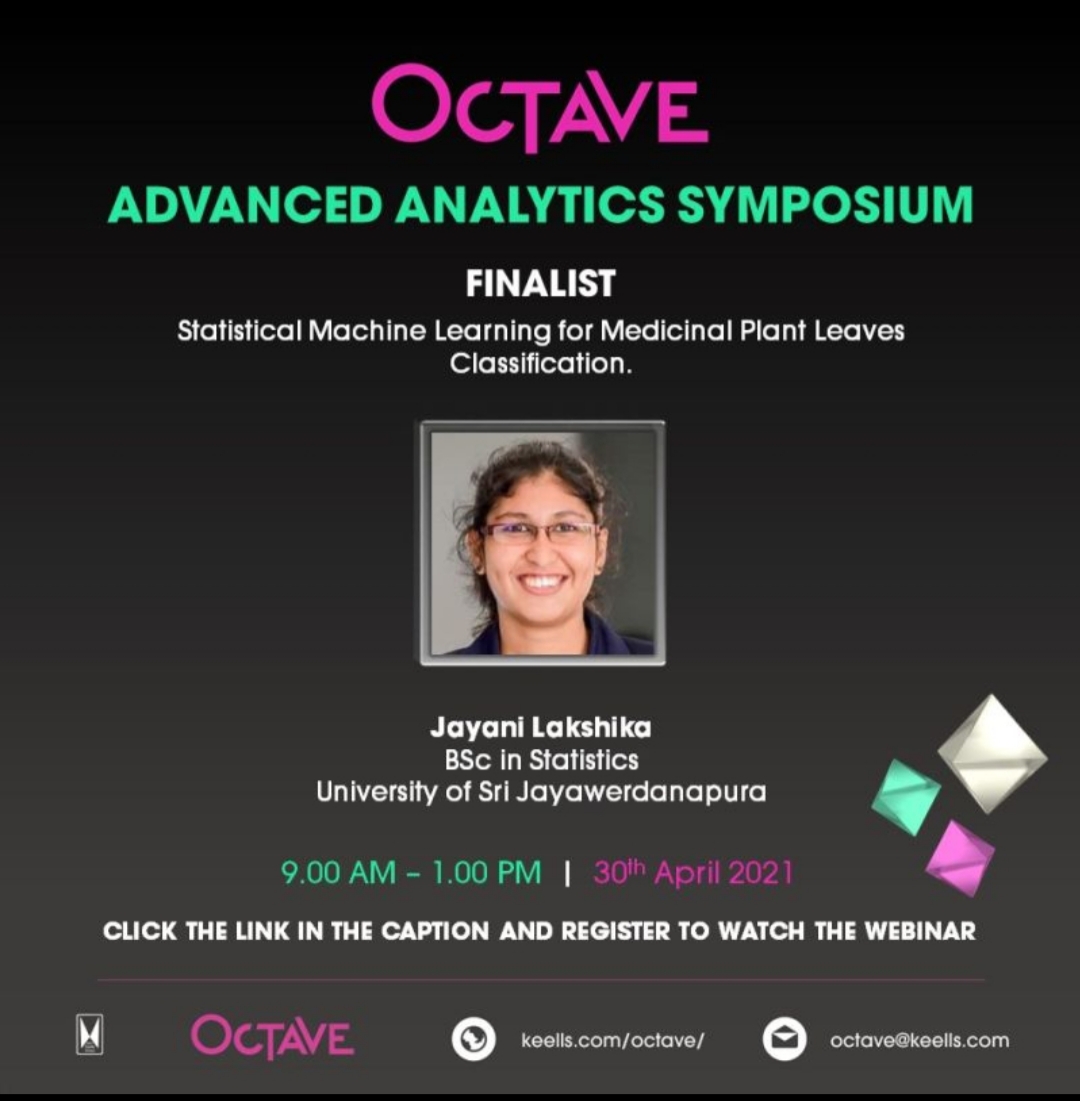 OCTAVE
ADVANCED ANALYTICS SYMPOSIUM
FINALIST
Statistical Machine Learning for Medicinal Plant Leaves
Classification.
Jayani Lakshika
BSc in Statistics
University of Sri Jayawerdanapura
9.00 AM – 1.00 PM | 30th April 2021
CLICK THE LINK IN THE CAPTION AND REGISTER TO WATCH THE WEBINAR
OCTAVE keells.com/octave/ octave@keells.com